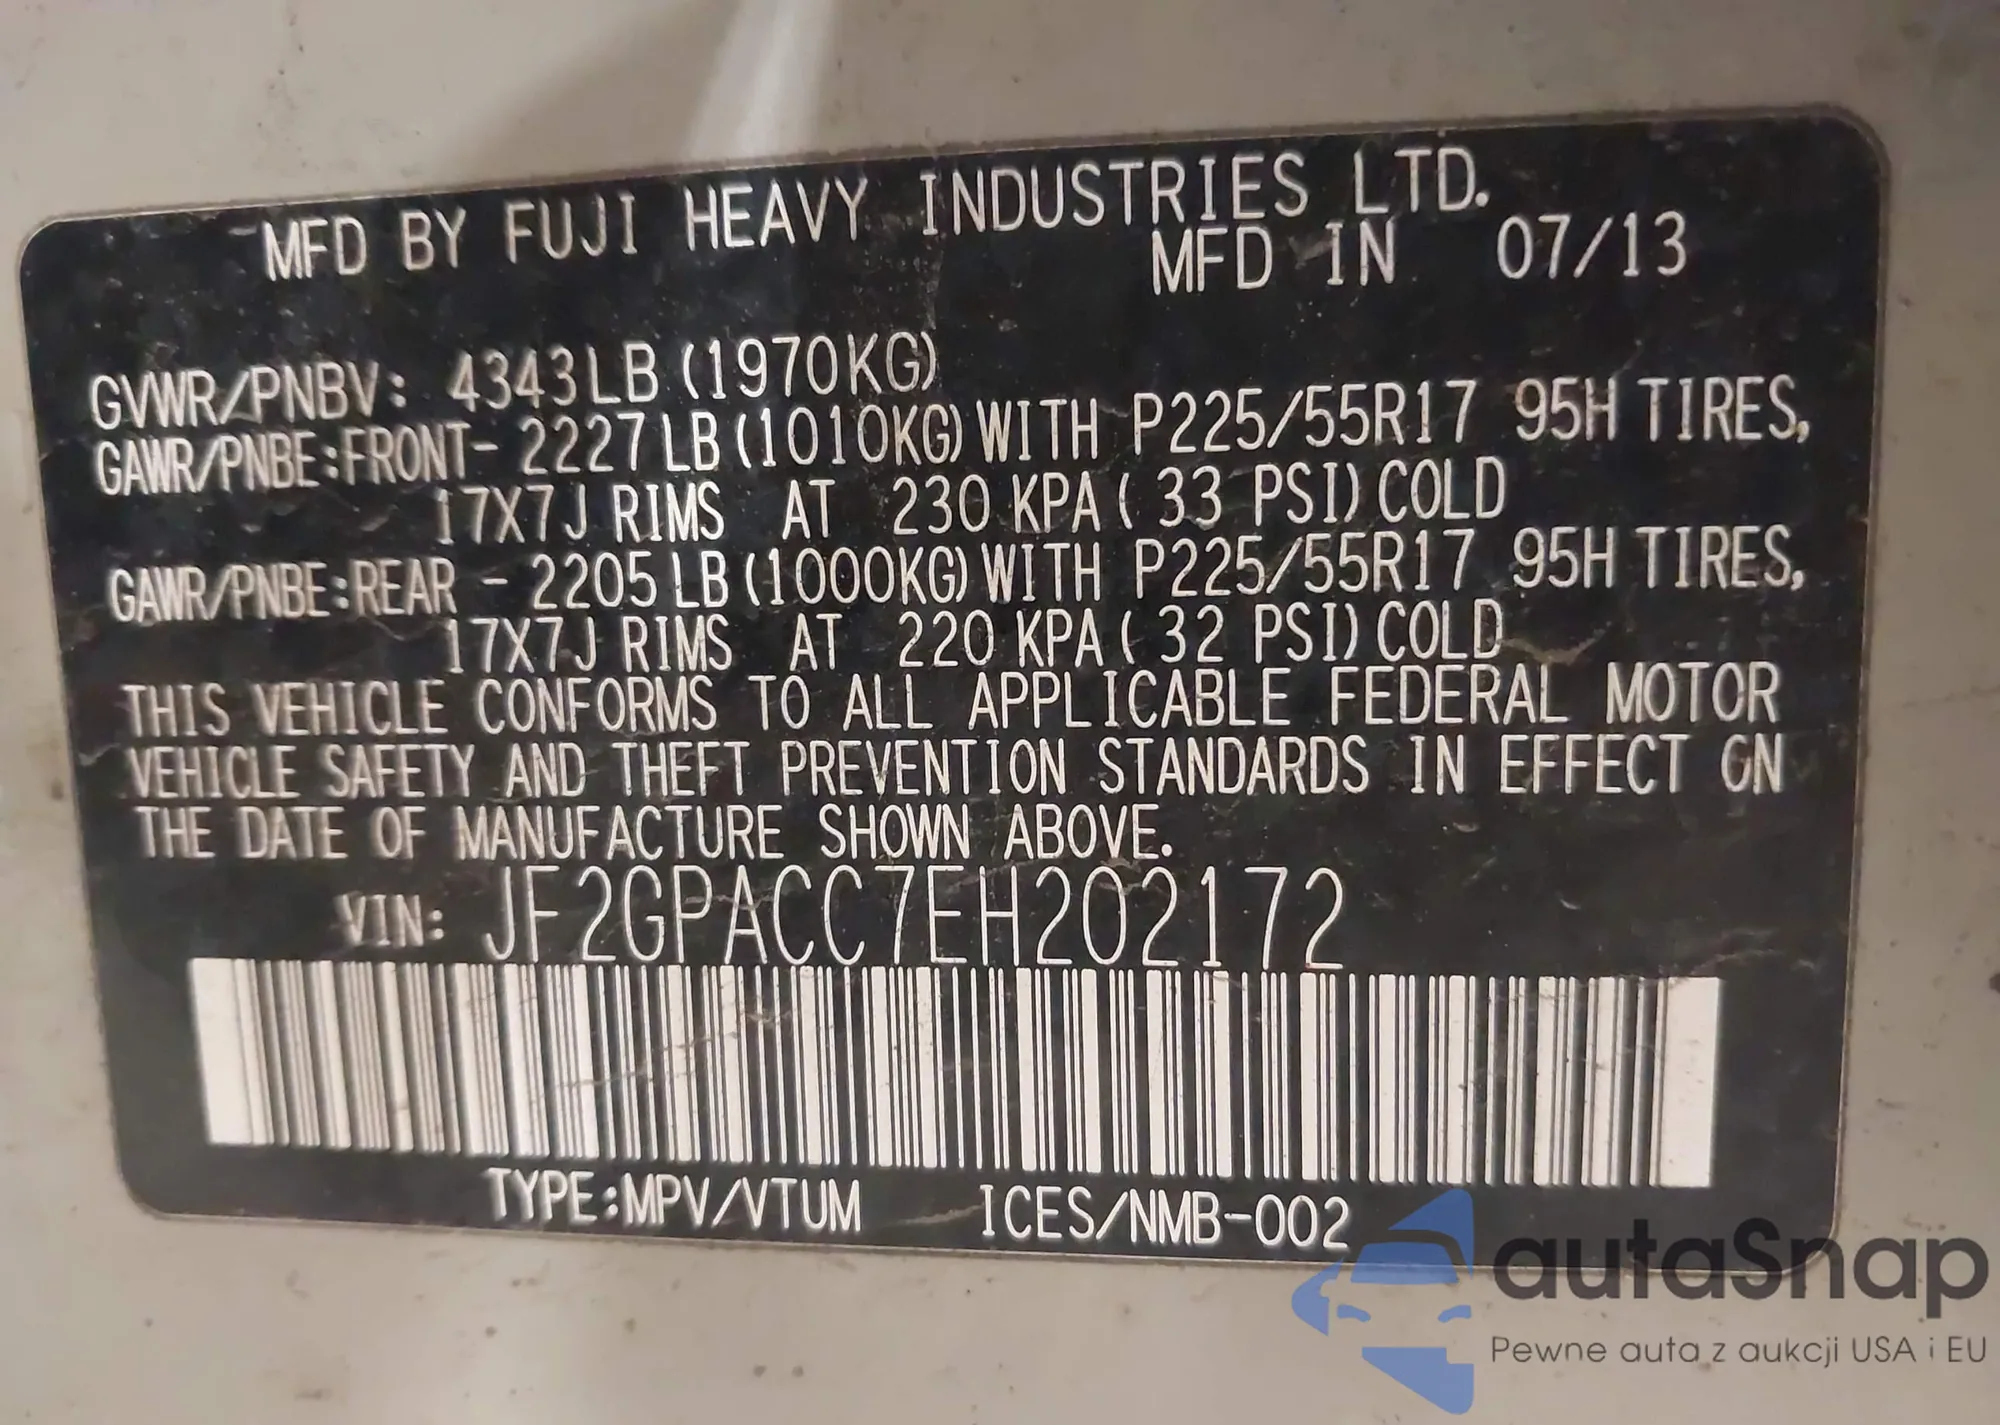 MFD BY FUJI HEAVY INDUSTRIES LTD.
MFD IN 07/13
GVWR/PNBV: 4343LB (1970KG)
GAWR/PNBE:FRONT- 2227LB (1010KG) WITH P225/55R17 95H TIRES,
17X7J RIMS AT 230 KPA ( 33 PSI) COLD
GAWR/PNBE:REAR - 2205LB (1000KG) WITH P225/55R17 95H TIRES,
17X7J RIMS AT 220 KPA ( 32 PSI) COLD
THIS VEHICLE CONFORMS TO ALL APPLICABLE FEDERAL MOTOR
VEHICLE SAFETY AND THEFT PREVENTION STANDARDS IN EFFECT ON
THE DATE OF MANUFACTURE SHOWN ABOVE.
VIN: JF2GPACC7EH202172
TYPE:MPV/VTUM ICES/NMB-002
autaSnap
Pewne auta z aukcji USA i EU